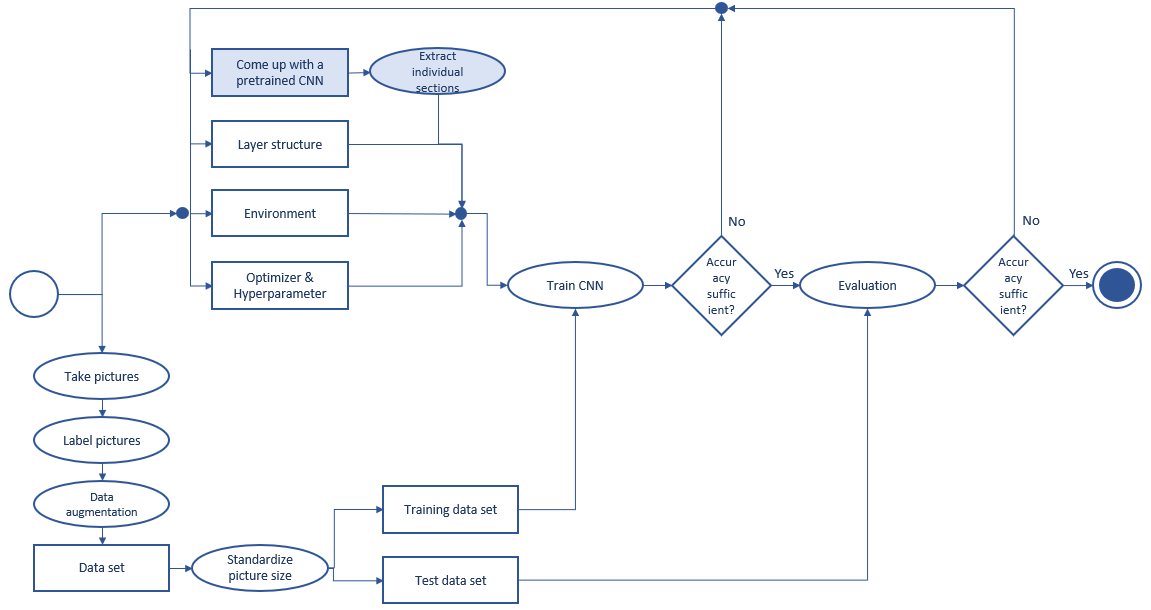 Come up with a
pretrained CNN
Extract
individual
sections
Layer structure
Environment
Optimizer &
Hyperparameter
Train CNN
No
Accur
acy
suffic
ient?
Yes
Evaluation
No
Accur
acy
suffic
ient?
Yes
Take pictures
Label pictures
Data
augmentation
Data set
Standardize
picture size
Training data set
Test data set